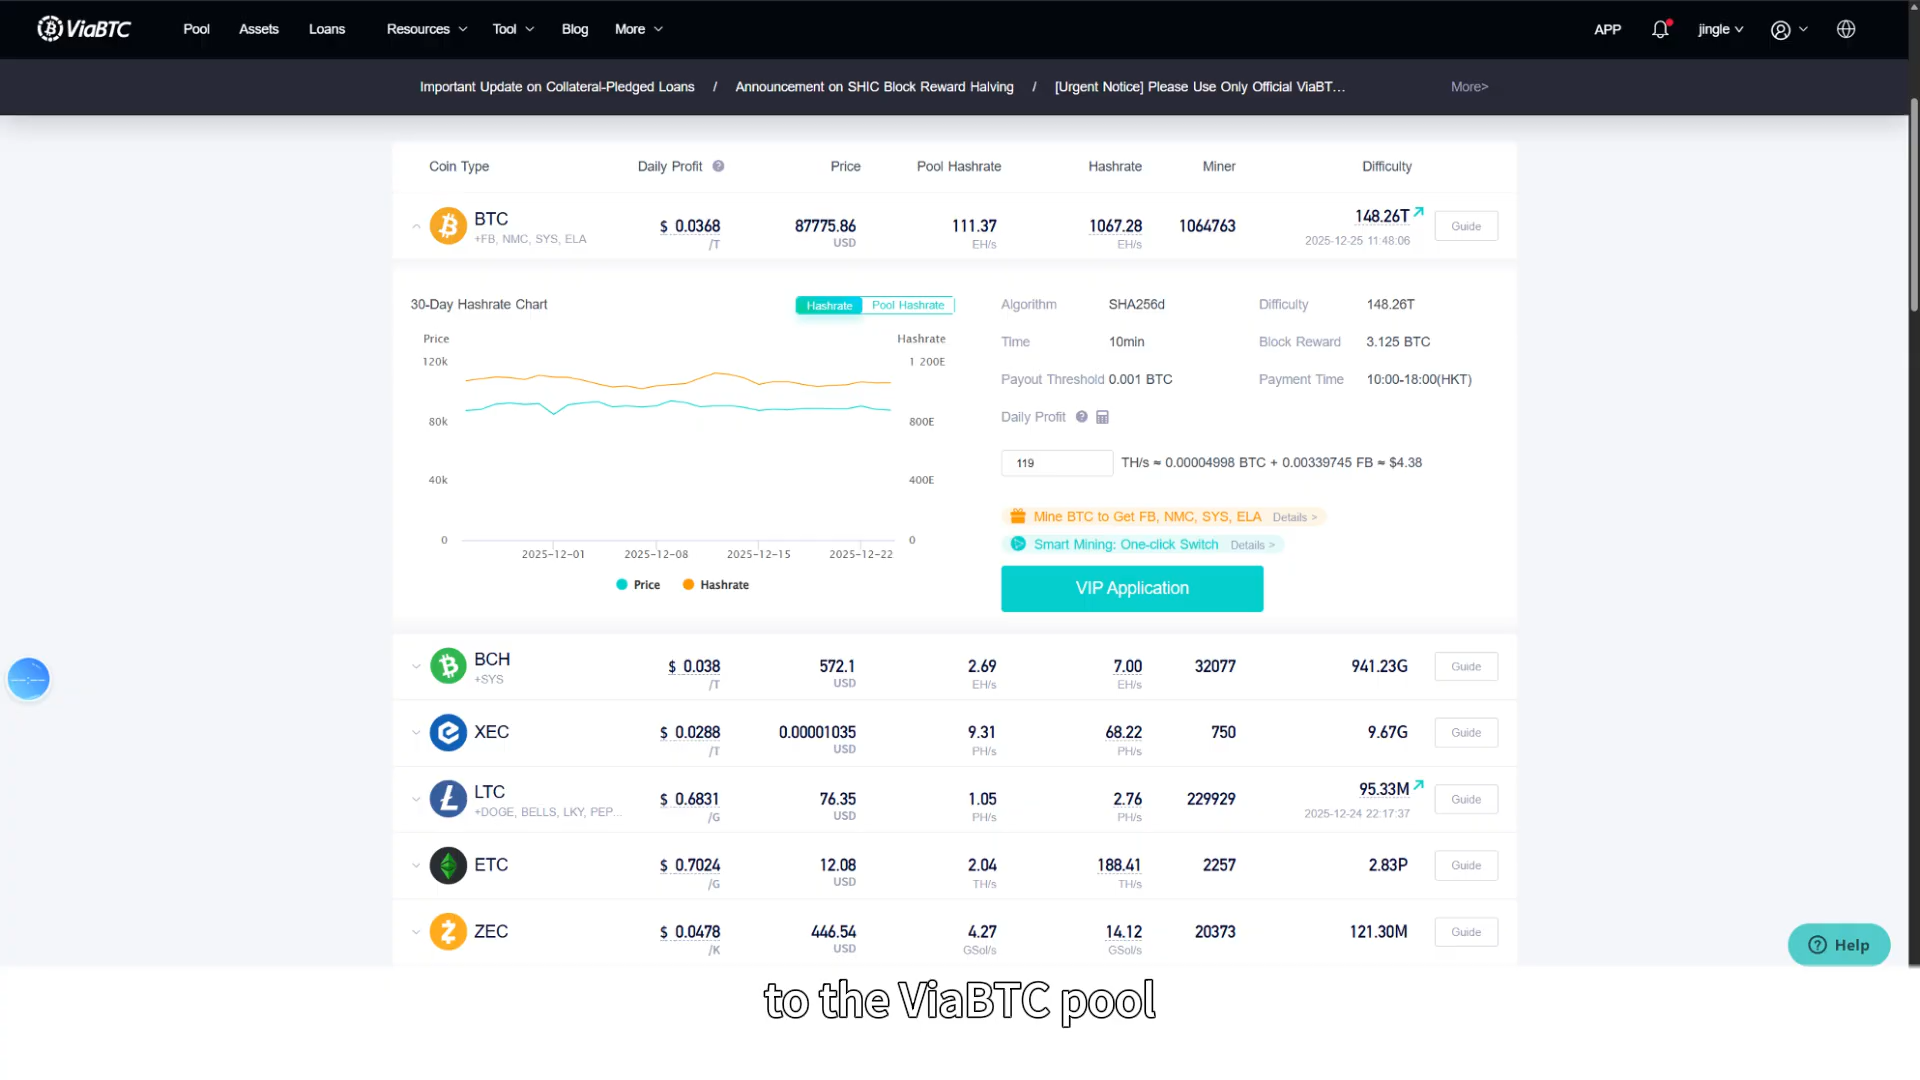 ViaBTC
Pool Assets Loans Resources Tool Blog More APP jingle
Important Update on Collateral-Pledged Loans / Announcement on SHIC Block Reward Halving / [Urgent Notice] Please Use Only Official ViaBT... More>
Coin Type Daily Profit ? Price Pool Hashrate Hashrate Miner Difficulty
BTC $ 0.0368 87775.86 111.37 1067.28 1064763 148.26T Guide
+FB, NMC, SYS, ELA /T USD EH/s EH/s 2025-12-25 11:48:06
30-Day Hashrate Chart Hashrate Pool Hashrate
Price Hashrate
120k 1 200E
80k 800E
40k 400E
0 0
2025-12-01 2025-12-08 2025-12-15 2025-12-22
Price Hashrate
Algorithm SHA256d Difficulty 148.26T
Time 10min Block Reward 3.125 BTC
Payout Threshold 0.001 BTC Payment Time 10:00-18:00(HKT)
Daily Profit ?
119 TH/s ≈ 0.00004998 BTC + 0.00339745 FB ≈ $4.38
Mine BTC to Get FB, NMC, SYS, ELA Details >
Smart Mining: One-click Switch Details >
VIP Application
BCH $ 0.038 572.1 2.69 7.00 32077 941.23G Guide
+SYS /T USD EH/s EH/s
XEC $ 0.0288 0.00001035 9.31 68.22 750 9.67G Guide
/T USD PH/s PH/s
LTC $ 0.6831 76.35 1.05 2.76 229929 95.33M Guide
+DOGE, BELLS, LKY, PEP... /G USD PH/s PH/s 2025-12-24 22:17:37
ETC $ 0.7024 12.08 2.04 188.41 2257 2.83P Guide
/G USD TH/s TH/s
ZEC $ 0.0478 446.54 4.27 14.12 20373 121.30M Guide
/K USD GSol/s GSol/s
? Help
to the ViaBTC pool